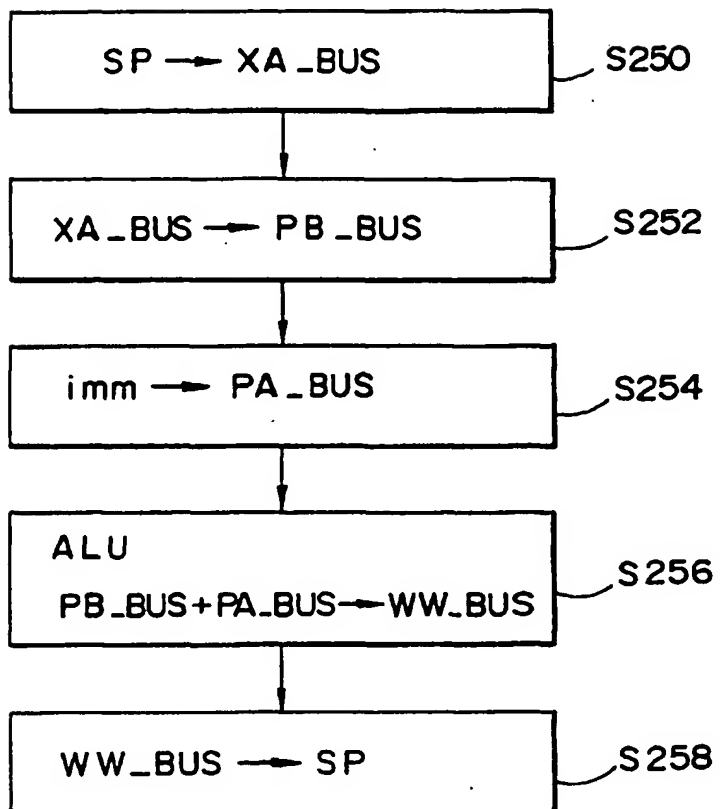 SP → XA_BUS
S250
XA_BUS → PB_BUS
S252
imm → PA_BUS
S254
ALU
PB_BUS+PA_BUS→WW_BUS
S256
WW_BUS → SP
S258